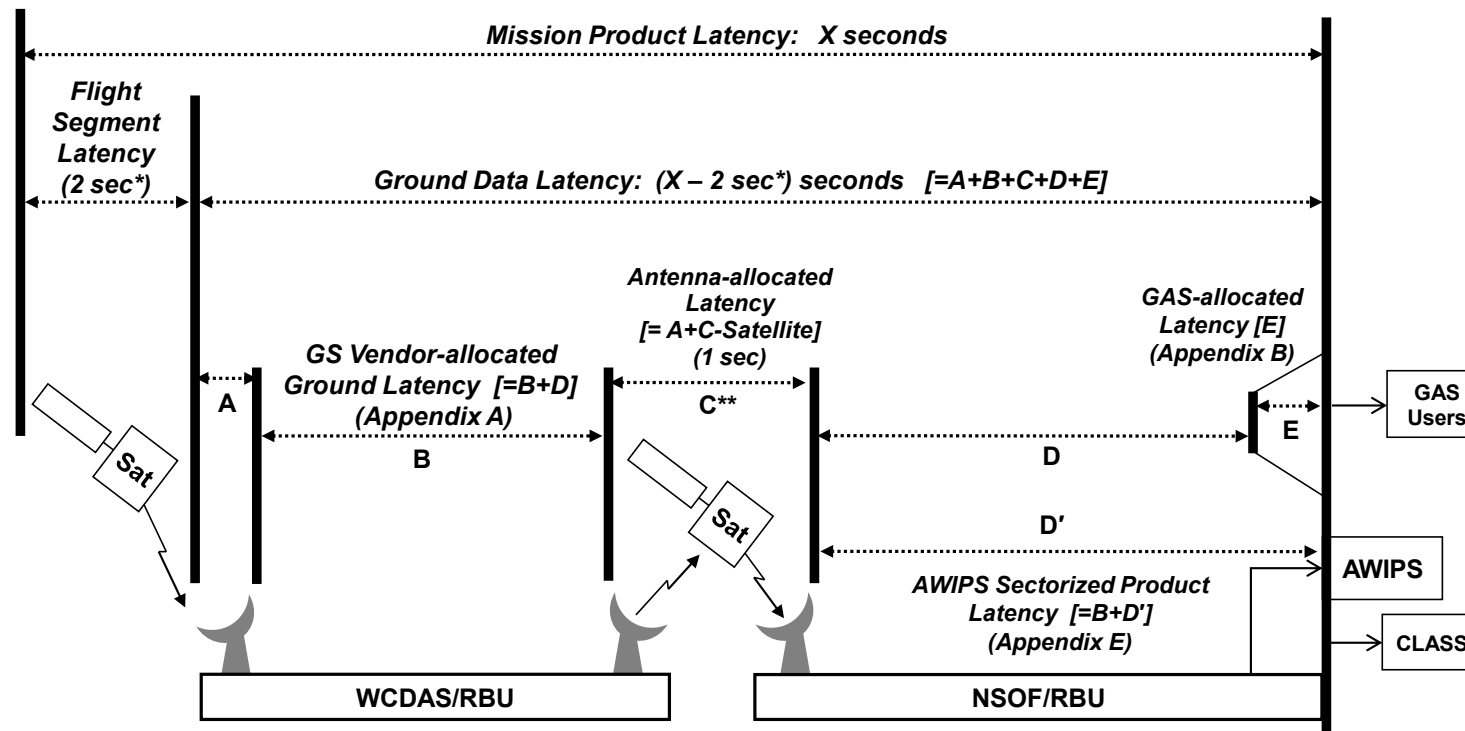 Mission Product Latency: X seconds
Flight
Segment
Latency
(2 sec*)
Ground Data Latency: (X – 2 sec*) seconds [=A+B+C+D+E]
Antenna-allocated
Latency
[= A+C-Satellite]
(1 sec)
GAS-allocated
Latency [E]
(Appendix B)
GS Vendor-allocated
Ground Latency [=B+D]
(Appendix A)
A
B
C**
D
E
GAS
Users
Sat
Sat
D′
AWIPS
AWIPS Sectorized Product
Latency [=B+D′]
(Appendix E)
CLASS
WCDAS/RBU
NSOF/RBU